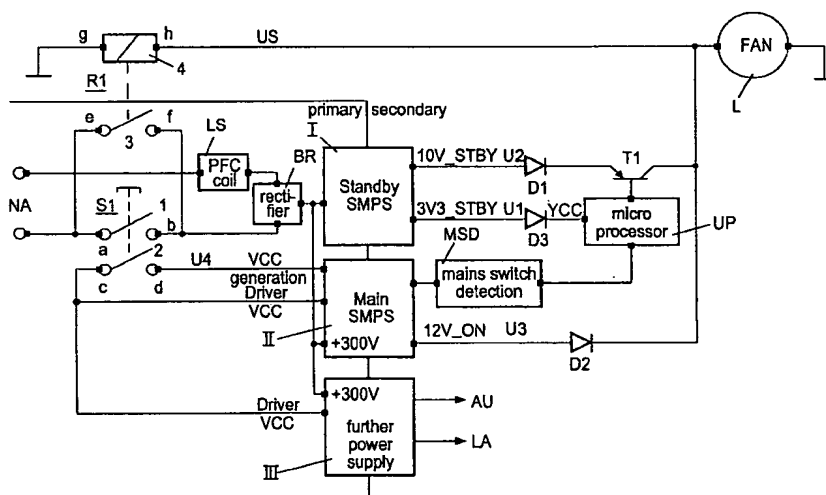 g h US FAN
4 L
R1
primary secondary
e f LS I
3 PFC coil BR 10V_STBY U2 T1
rectifier Standby SMPS D1
NA S1 1 3V3_STBY U1 YCC micro processor UP
a b MSD D3
2 U4 VCC generation mains switch detection
c d Driver VCC Main SMPS
II +300V 12V_ON U3
D2
+300V
Driver VCC AU
further power supply LA
III